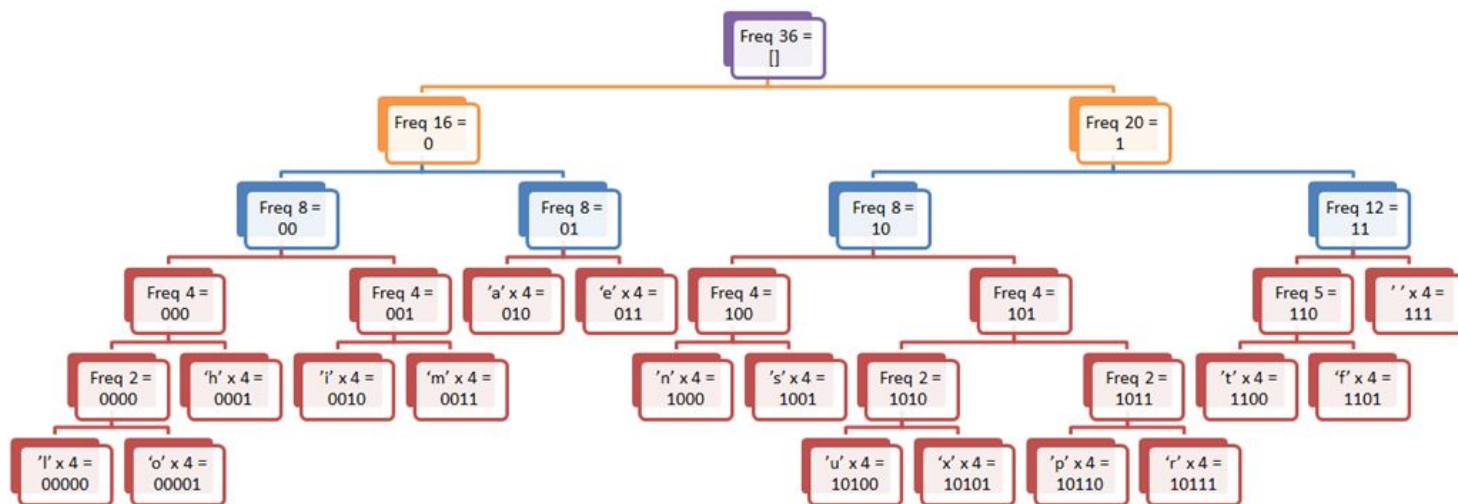 Freq 36 =
[]
Freq 16 =
0
Freq 20 =
1
Freq 8 =
00
Freq 8 =
01
Freq 8 =
10
Freq 12 =
11
Freq 4 =
000
Freq 4 =
001
’a’ x 4 =
010
‘e’ x 4 =
011
Freq 4 =
100
Freq 4 =
101
Freq 5 =
110
’ ’ x 4 =
111
Freq 2 =
0000
‘h’ x 4 =
0001
’i’ x 4 =
0010
‘m’ x 4 =
0011
’n’ x 4 =
1000
’s’ x 4 =
1001
Freq 2 =
1010
Freq 2 =
1011
’t’ x 4 =
1100
‘f’ x 4 =
1101
’l’ x 4 =
00000
‘o’ x 4 =
00001
’u’ x 4 =
10100
‘x’ x 4 =
10101
’p’ x 4 =
10110
‘r’ x 4 =
10111